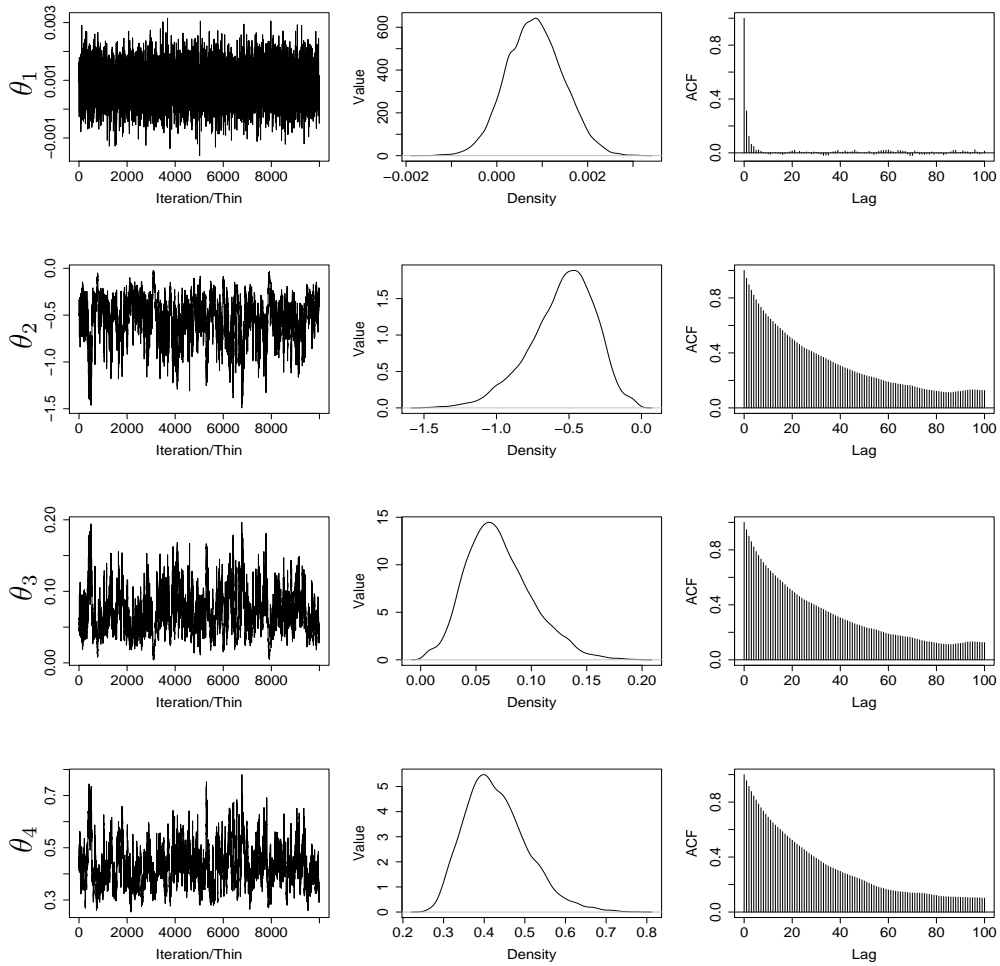 θ1
−0.001 0.001 0.003
0 2000 4000 6000 8000
Iteration/Thin
Value
0 200 400 600
−0.002 0.000 0.002
Density
ACF
0.0 0.4 0.8
0 20 40 60 80 100
Lag
θ2
−1.5 −1.0 −0.5 0.0
0 2000 4000 6000 8000
Iteration/Thin
Value
0.0 0.5 1.0 1.5
−1.5 −1.0 −0.5 0.0
Density
ACF
0.0 0.4 0.8
0 20 40 60 80 100
Lag
θ3
0.00 0.10 0.20
0 2000 4000 6000 8000
Iteration/Thin
Value
0 5 10 15
0.00 0.05 0.10 0.15 0.20
Density
ACF
0.0 0.4 0.8
0 20 40 60 80 100
Lag
θ4
0.3 0.5 0.7
0 2000 4000 6000 8000
Iteration/Thin
Value
0 1 2 3 4 5
0.2 0.3 0.4 0.5 0.6 0.7 0.8
Density
ACF
0.0 0.4 0.8
0 20 40 60 80 100
Lag